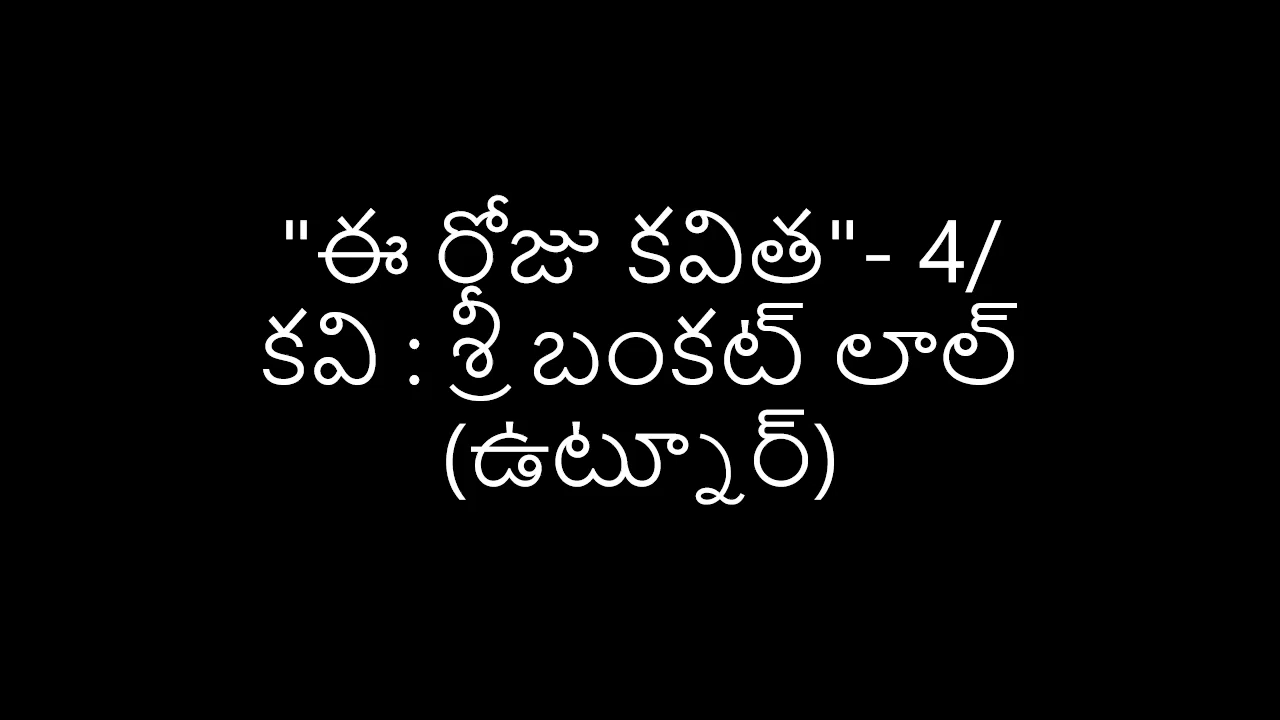 "ఈ రోజు కవిత"- 4/
కవి : శ్రీ బంకట్ లాల్
(ఉట్నూర్)